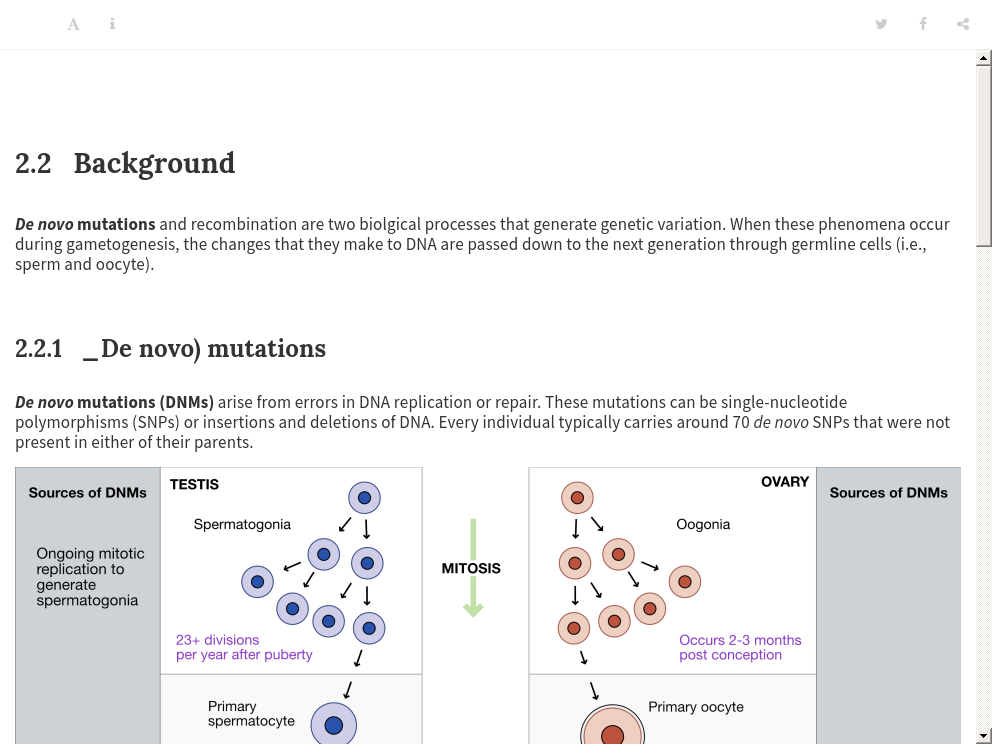 A i
2.2 Background
De novo mutations and recombination are two biolgical processes that generate genetic variation. When these phenomena occur
during gametogenesis, the changes that they make to DNA are passed down to the next generation through germline cells (i.e.,
sperm and oocyte).
2.2.1 _De novo) mutations
De novo mutations (DNMs) arise from errors in DNA replication or repair. These mutations can be single-nucleotide
polymorphisms (SNPs) or insertions and deletions of DNA. Every individual typically carries around 70 de novo SNPs that were not
present in either of their parents.
Sources of DNMs
Ongoing mitotic
replication to
generate
spermatogonia
TESTIS
Spermatogonia
23+ divisions
per year after puberty
Primary
spermatocyte
MITOSIS
OVARY
Oogonia
Occurs 2-3 months
post conception
Primary oocyte
Sources of DNMs